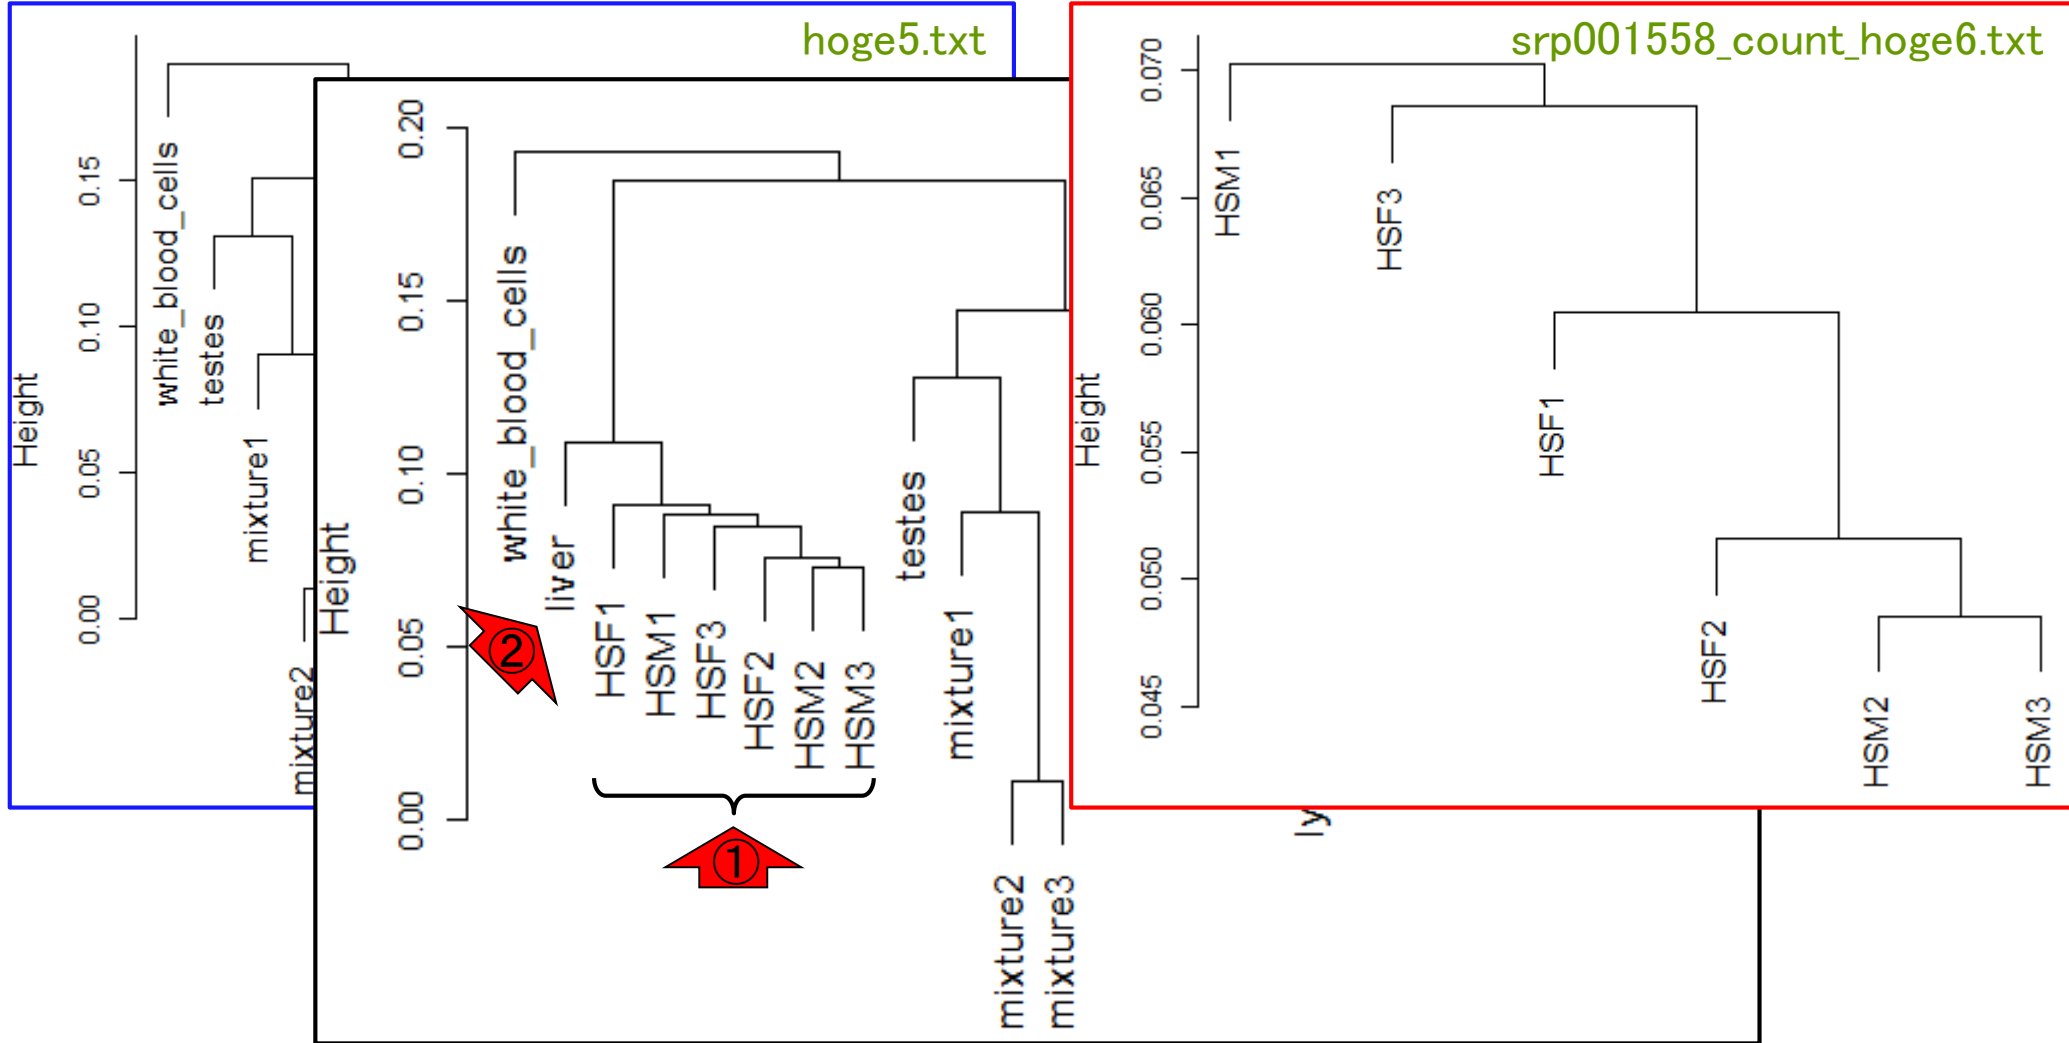 hoge5.txt
Height
0.15
0.10
0.05
0.00
white_blood_cells
testes
mixture1
mixture2
Height
0.20
0.15
0.10
0.05
0.00
white_blood_cells
liver
HSF1
HSM1
HSF3
HSF2
HSM2
HSM3
testes
mixture1
mixture2
mixture3
②
①
ly
srp001558_count_hoge6.txt
Height
0.070
0.065
0.060
0.055
0.050
0.045
HSM1
HSF3
HSF1
HSF2
HSM2
HSM3